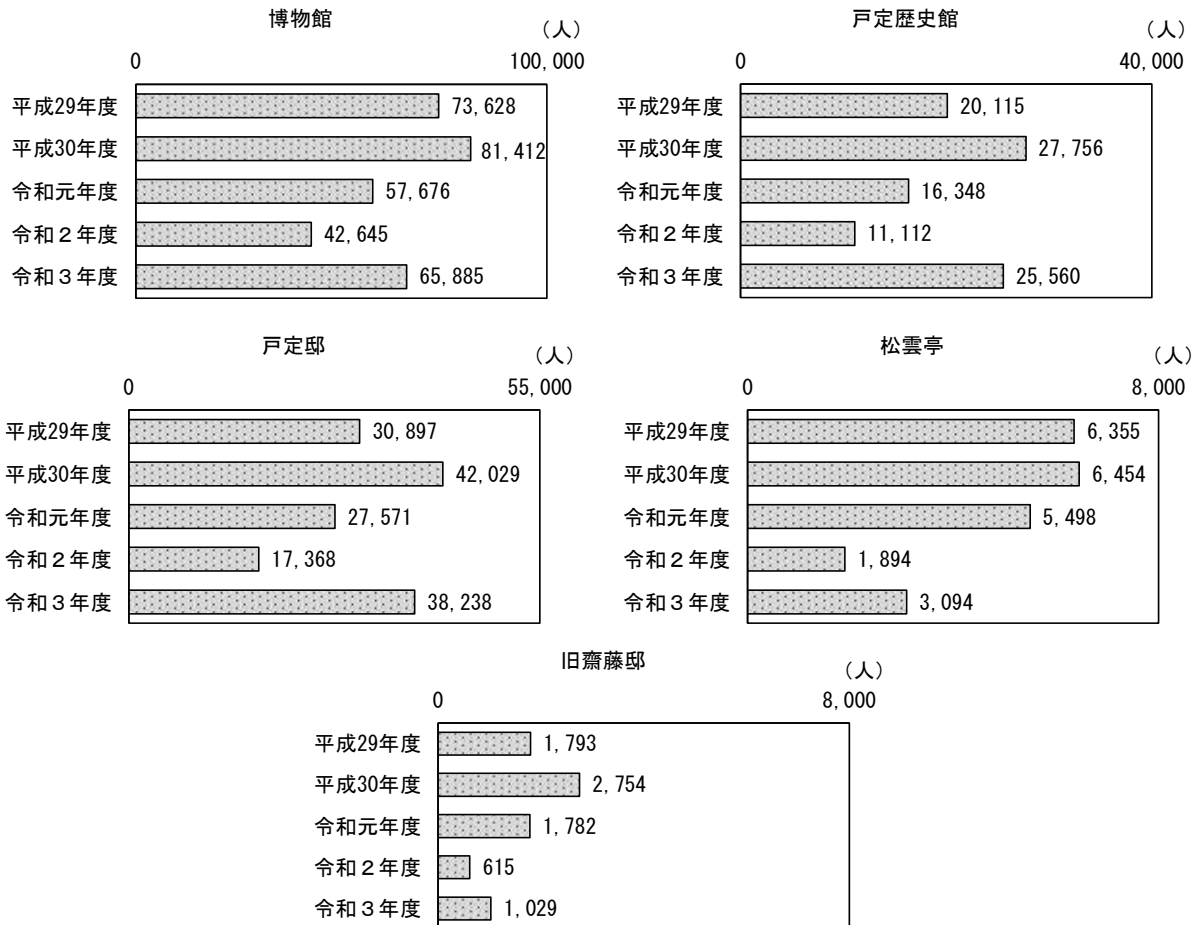 博物館
(人)
0 100,000
平成29年度 73,628
平成30年度 81,412
令和元年度 57,676
令和２年度 42,645
令和３年度 65,885
戸定歴史館
(人)
0 40,000
平成29年度 20,115
平成30年度 27,756
令和元年度 16,348
令和２年度 11,112
令和３年度 25,560
戸定邸
(人)
0 55,000
平成29年度 30,897
平成30年度 42,029
令和元年度 27,571
令和２年度 17,368
令和３年度 38,238
松雲亭
(人)
0 8,000
平成29年度 6,355
平成30年度 6,454
令和元年度 5,498
令和２年度 1,894
令和３年度 3,094
旧齋藤邸
(人)
0 8,000
平成29年度 1,793
平成30年度 2,754
令和元年度 1,782
令和２年度 615
令和３年度 1,029